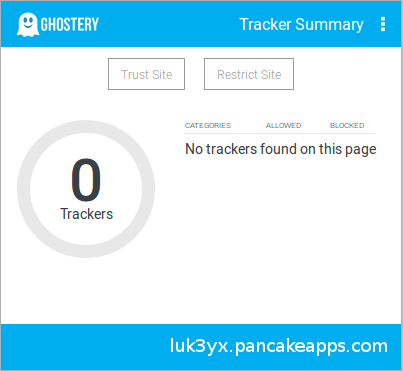 GHOSTERY
Tracker Summary
Trust Site
Restrict Site
CATEGORIES ALLOWED BLOCKED
No trackers found on this page
0
Trackers
luk3yx.pancakeapps.com